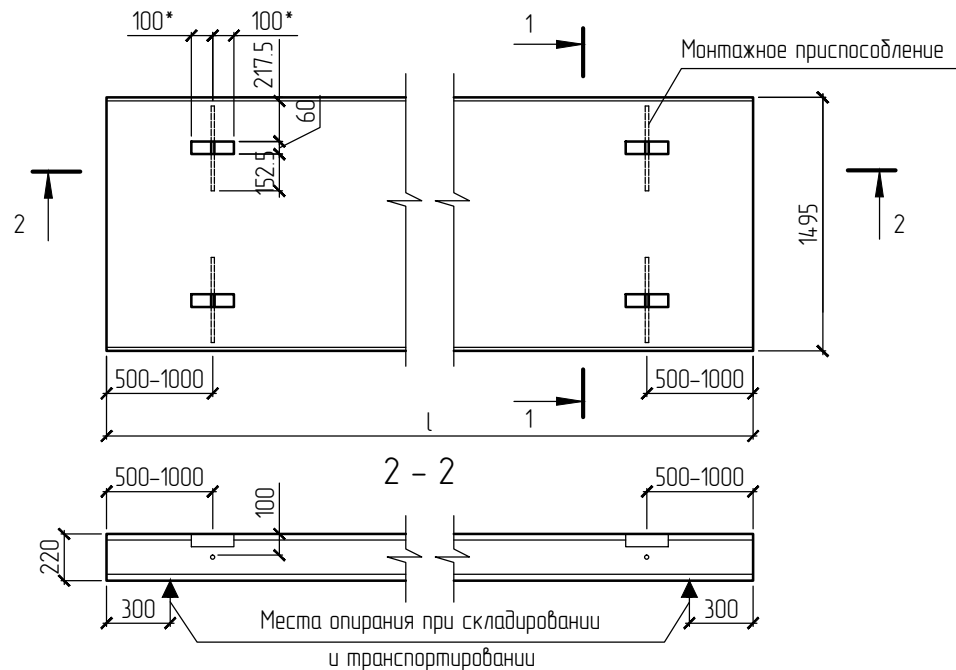 100* 100* 1
217.5
Монтажное приспособление
60
152.5
2 2
1495
500-1000 500-1000
1
l
2 - 2
500-1000 500-1000
100
220
300 Места опирания при складировании 300
и транспортировании